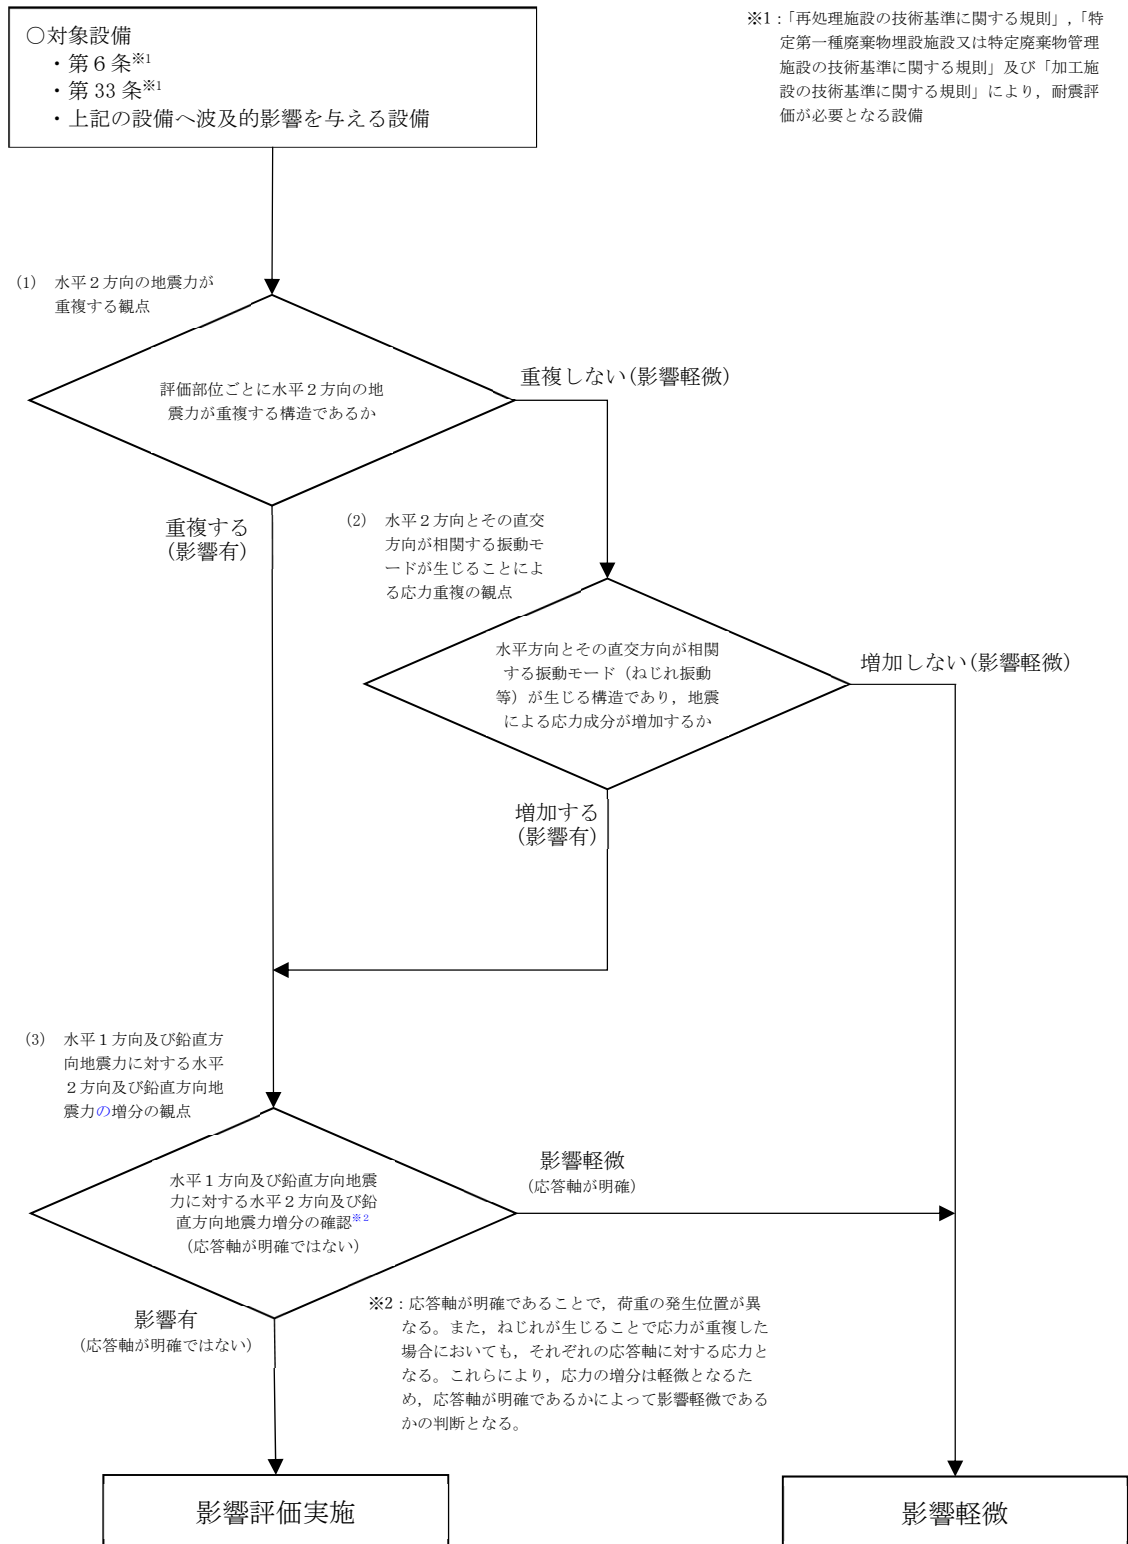 ○対象設備
・第６条※1
・第 33 条※1
・上記の設備へ波及的影響を与える設備
※1：「再処理施設の技術基準に関する規則」，「特
定第一種廃棄物埋設施設又は特定廃棄物管理
施設の技術基準に関する規則」及び「加工施
設の技術基準に関する規則」により，耐震評
価が必要となる設備
(1) 水平２方向の地震力が
重複する観点
評価部位ごとに水平２方向の地
震力が重複する構造であるか
重複しない(影響軽微)
重複する
(影響有)
(2) 水平２方向とその直交
方向が相関する振動モ
ードが生じることによ
る応力重複の観点
水平方向とその直交方向が相関
する振動モード（ねじれ振動
等）が生じる構造であり，地震
による応力成分が増加するか
増加しない(影響軽微)
増加する
(影響有)
(3) 水平１方向及び鉛直方
向地震力に対する水平
２方向及び鉛直方向地
震力の増分の観点
水平１方向及び鉛直方向地震
力に対する水平２方向及び鉛
直方向地震力増分の確認※２
（応答軸が明確ではない）
影響軽微
(応答軸が明確)
影響有
(応答軸が明確ではない)
※2：応答軸が明確であることで，荷重の発生位置が異
なる。また，ねじれが生じることで応力が重複した
場合においても，それぞれの応答軸に対する応力と
なる。これらにより，応力の増分は軽微となるた
め，応答軸が明確であるかによって影響軽微である
かの判断となる。
影響評価実施
影響軽微